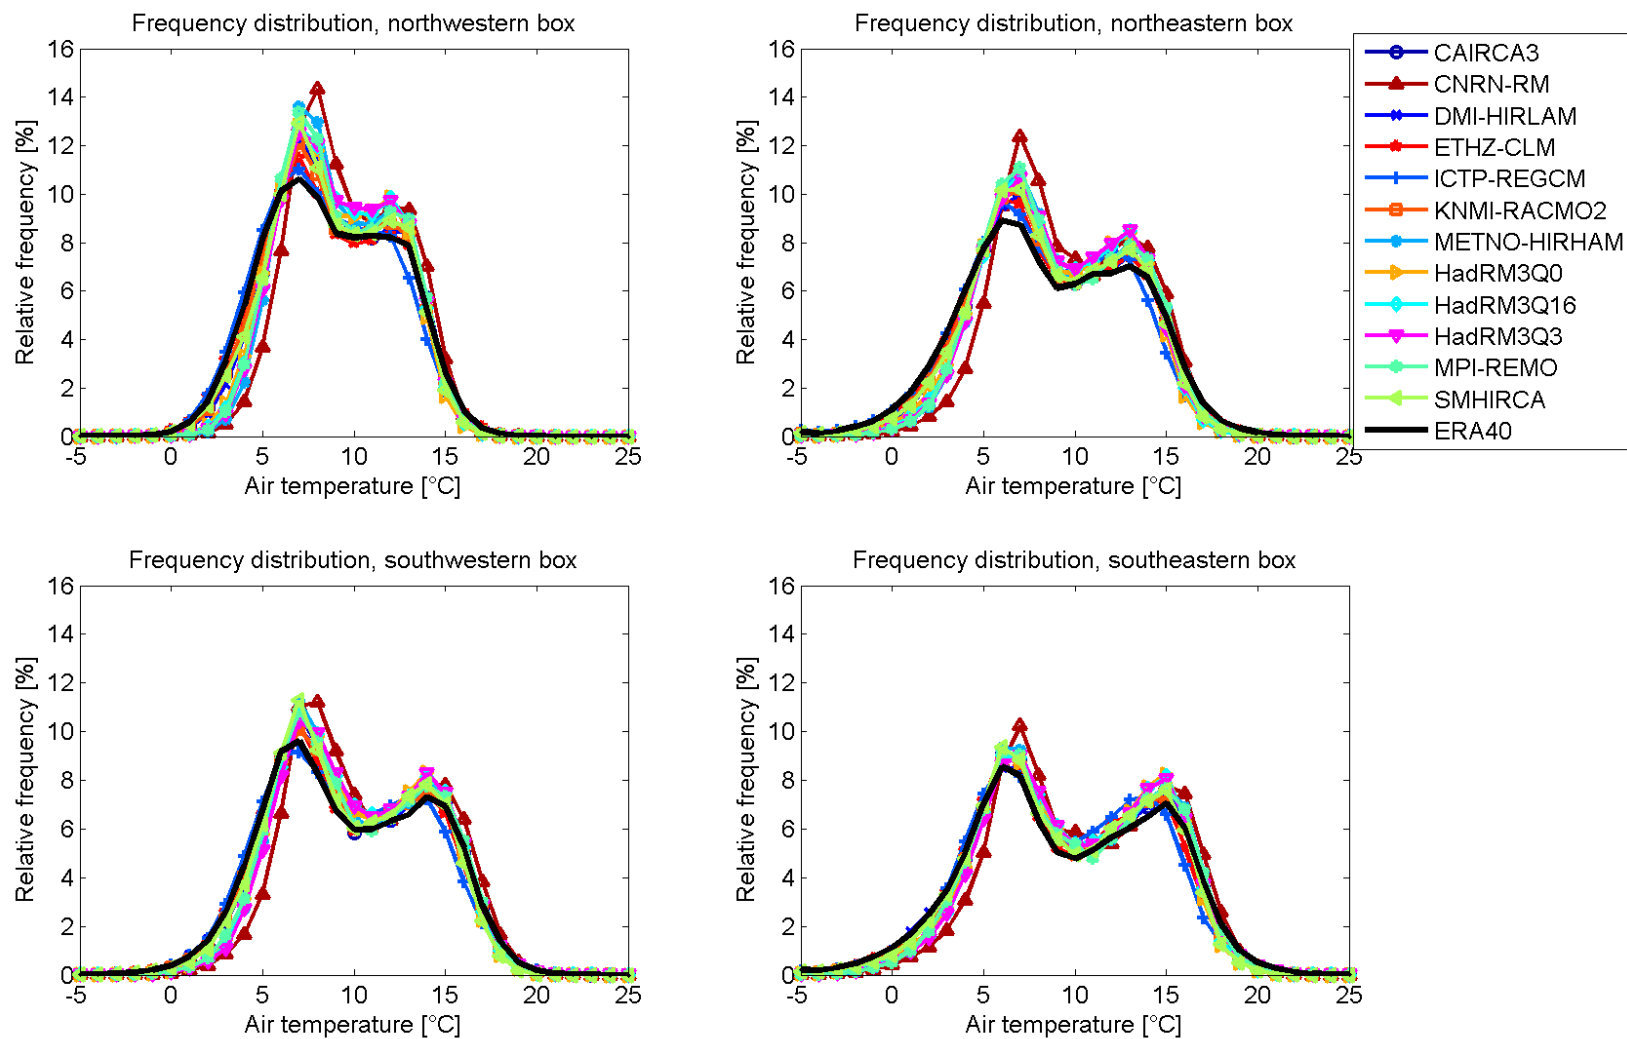 Frequency distribution, northwestern box
16
14
12
10
8
6
4
2
0
-5 0 5 10 15 20 25
Relative frequency [%]
Air temperature [°C]
Frequency distribution, northeastern box
16
14
12
10
8
6
4
2
0
-5 0 5 10 15 20 25
Relative frequency [%]
Air temperature [°C]
CAIRCA3
CNRN-RM
DMI-HIRLAM
ETHZ-CLM
ICTP-REGCM
KNMI-RACMO2
METNO-HIRHAM
HadRM3Q0
HadRM3Q16
HadRM3Q3
MPI-REMO
SMHIRCA
ERA40
Frequency distribution, southwestern box
16
14
12
10
8
6
4
2
0
-5 0 5 10 15 20 25
Relative frequency [%]
Air temperature [°C]
Frequency distribution, southeastern box
16
14
12
10
8
6
4
2
0
-5 0 5 10 15 20 25
Relative frequency [%]
Air temperature [°C]